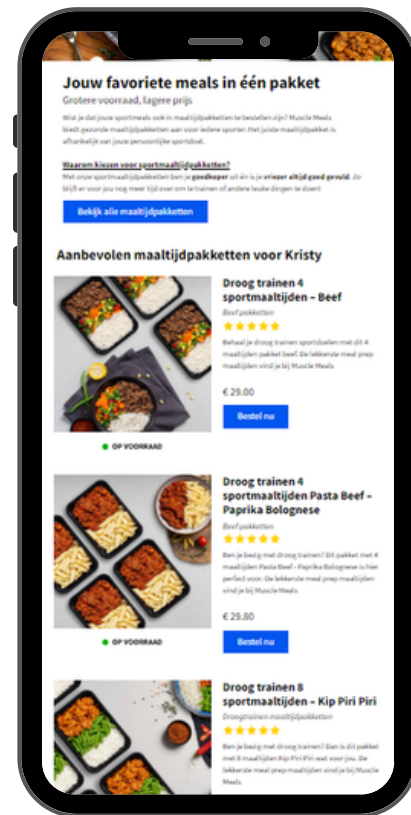 Jouw favoriete meals in één pakket
Grotere voorraad, lagere prijs
Wist je dat jouw sportmeals ook in maaltijdpakketten te bestellen zijn? Muscle Meals
biedt gezonde maaltijdpakketten aan voor iedere sporter. Het juiste maaltijdpakket is
afhankelijk van jouw persoonlijke sportdoel.
Waarom kiezen voor sportmaaltijdpakketten?
Met onze sportmaaltijdpakketten ben je goedkoper uit én is je vriezer altijd goed gevuld. Zo
blijft er voor jou nog meer tijd over om te trainen of andere leuke dingen te doen!
Bekijk alle maaltijdpakketten
Aanbevolen maaltijdpakketten voor Kristy
Droog trainen 4
sportmaaltijden – Beef
Beef pakketten
Behaal je droog trainen sportdoelen met dit 4
maaltijden pakket beef. De lekkerste meal prep
maaltijden vind je bij Muscle Meals
€ 29.00
Bestel nu
OP VOORRAAD
Droog trainen 4
sportmaaltijden Pasta Beef –
Paprika Bolognese
Beef pakketten
Ben je bezig met droog trainen? Dit pakket met 4
maaltijden Pasta Beef - Paprika Bolognese is hier
perfect voor. De lekkerste meal prep maaltijden
vind je bij Muscle Meals
€ 29.80
Bestel nu
OP VOORRAAD
Droog trainen 8
sportmaaltijden – Kip Piri Piri
Droogtrainen maaltijdpakketten
Ben je bezig met droog trainen? Dan is dit pakket
met 8 maaltijden Kip Piri Piri wat voor jou. De
lekkerste meal prep maaltijden vind je bij Muscle
Meals